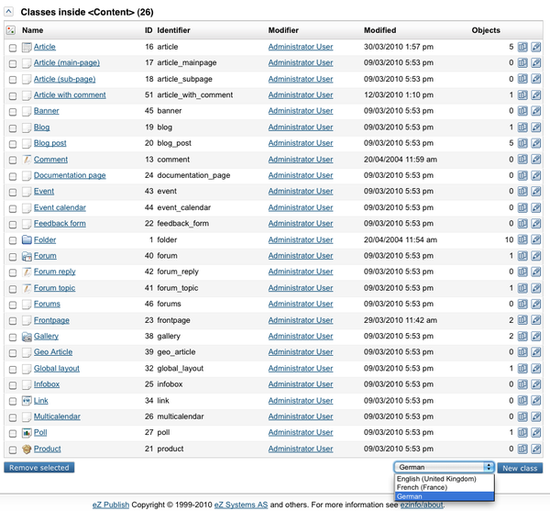 Classes inside <Content> (26)
Name ID Identifier Modifier Modified Objects
Article 16 article Administrator User 30/03/2010 1:57 pm 5
Article (main-page) 17 article_mainpage Administrator User 09/03/2010 5:53 pm 0
Article (sub-page) 18 article_subpage Administrator User 09/03/2010 5:53 pm 0
Article with comment 51 article_with_comment Administrator User 12/03/2010 1:10 pm 1
Banner 45 banner Administrator User 09/03/2010 5:53 pm 0
Blog 19 blog Administrator User 09/03/2010 5:53 pm 1
Blog post 20 blog_post Administrator User 09/03/2010 5:53 pm 5
Comment 13 comment Administrator User 20/04/2004 11:59 am 0
Documentation page 24 documentation_page Administrator User 09/03/2010 5:53 pm 0
Event 43 event Administrator User 09/03/2010 5:53 pm 0
Event calendar 44 event_calendar Administrator User 09/03/2010 5:53 pm 0
Feedback form 22 feedback_form Administrator User 09/03/2010 5:53 pm 0
Folder 1 folder Administrator User 20/04/2004 11:54 am 10
Forum 40 forum Administrator User 09/03/2010 5:53 pm 1
Forum reply 42 forum_reply Administrator User 09/03/2010 5:53 pm 0
Forum topic 41 forum_topic Administrator User 09/03/2010 5:53 pm 1
Forums 46 forums Administrator User 09/03/2010 5:53 pm 0
Frontpage 23 frontpage Administrator User 29/03/2010 11:42 am 2
Gallery 38 gallery Administrator User 09/03/2010 5:53 pm 2
Geo Article 39 geo_article Administrator User 09/03/2010 5:53 pm 0
Global layout 32 global_layout Administrator User 09/03/2010 5:53 pm 1
Infobox 25 infobox Administrator User 09/03/2010 5:53 pm 0
Link 34 link Administrator User 09/03/2010 5:53 pm 0
Multicalendar 26 multicalendar Administrator User 09/03/2010 5:53 pm 0
Poll 27 poll Administrator User 09/03/2010 5:53 pm 1
Product 21 product Administrator User 09/03/2010 5:53 pm 0
Remove selected German New class
English (United Kingdom)
French (France)
German
eZ Publish Copyright © 1999-2010 eZ Systems AS and others. For more information see ezinfo/about.